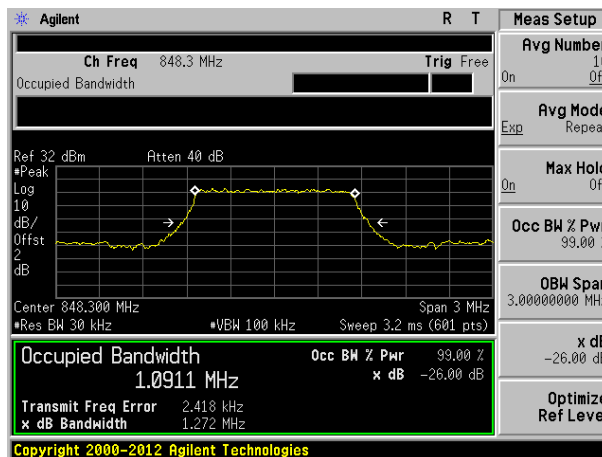 Agilent R T
Ch Freq 848.3 MHz Trig Free
Occupied Bandwidth
Ref 32 dBm Atten 40 dB
#Peak
Log
10
dB/
Offst
2
dB
Center 848.300 MHz Span 3 MHz
#Res BW 30 kHz #VBW 100 kHz Sweep 3.2 ms (601 pts)
Occupied Bandwidth Occ BW % Pwr 99.00 %
1.0911 MHz x dB -26.00 dB
Transmit Freq Error 2.418 kHz
x dB Bandwidth 1.272 MHz
Copyright 2000-2012 Agilent Technologies
Meas Setup
Avg Number
On
Avg Mode
Exp Repea
Max Hold
On Of
Occ BW % Pwr
99.00
OBW Span
3.00000000 MH
x dB
-26.00 d
Optimize
Ref Leve